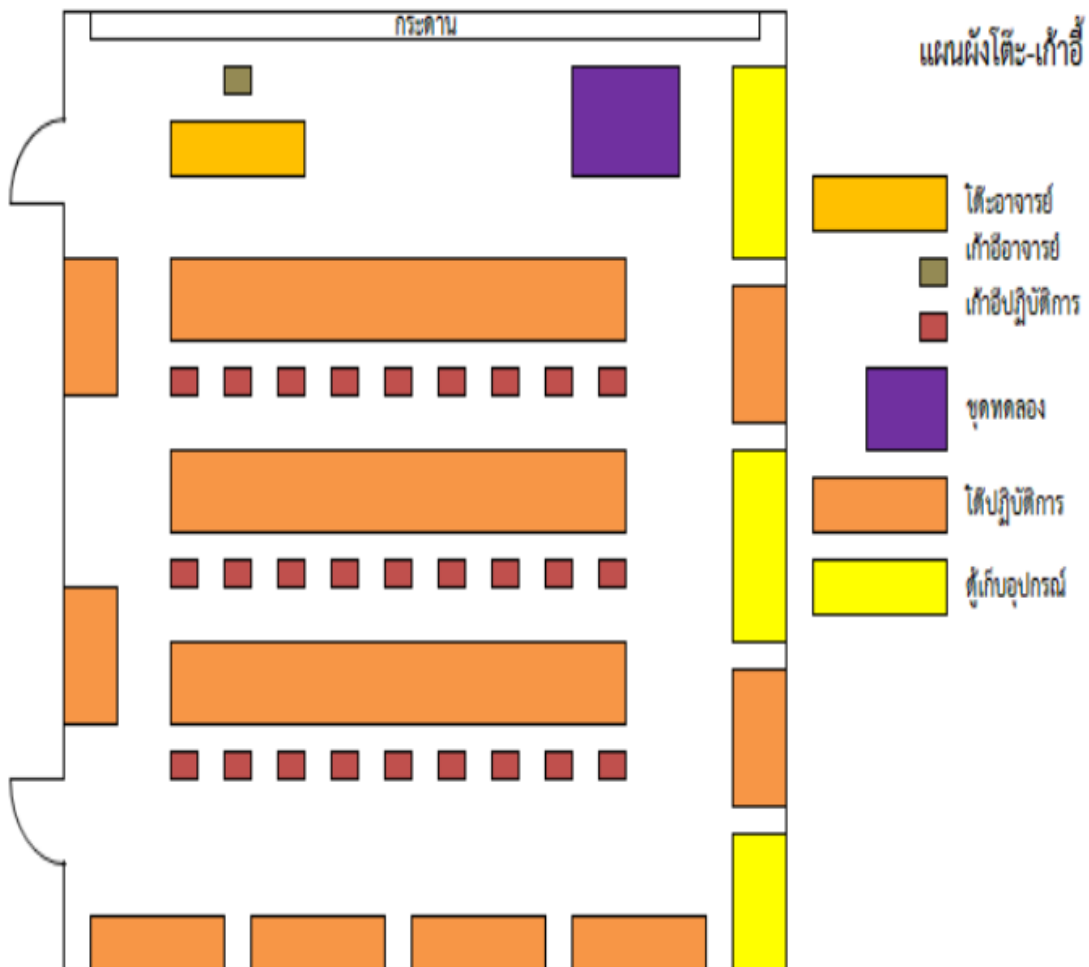 กระดาน
แผนผังโต๊ะ-เก้าอี้
โต๊ะอาจารย์
เก้าอีอาจารย์
เก้าอีปฏิบัติการ
ชุดทดลอง
โต๊ปฏิบัติการ
ตู้เก็บอุปกรณ์